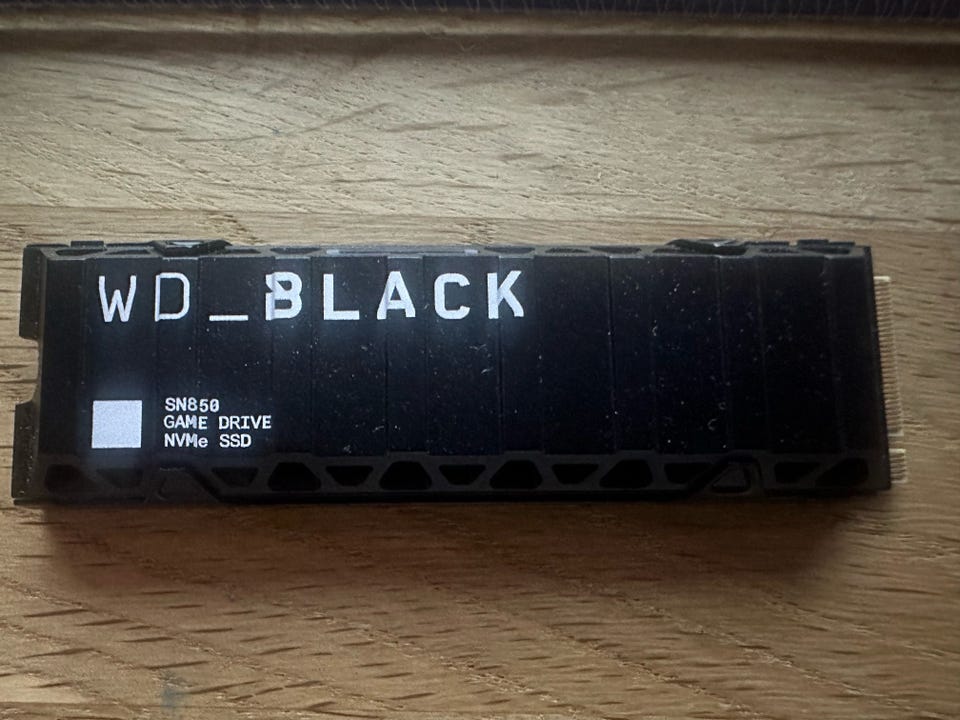 WD_BLACK
SN850
GAME DRIVE
NVMe SSD